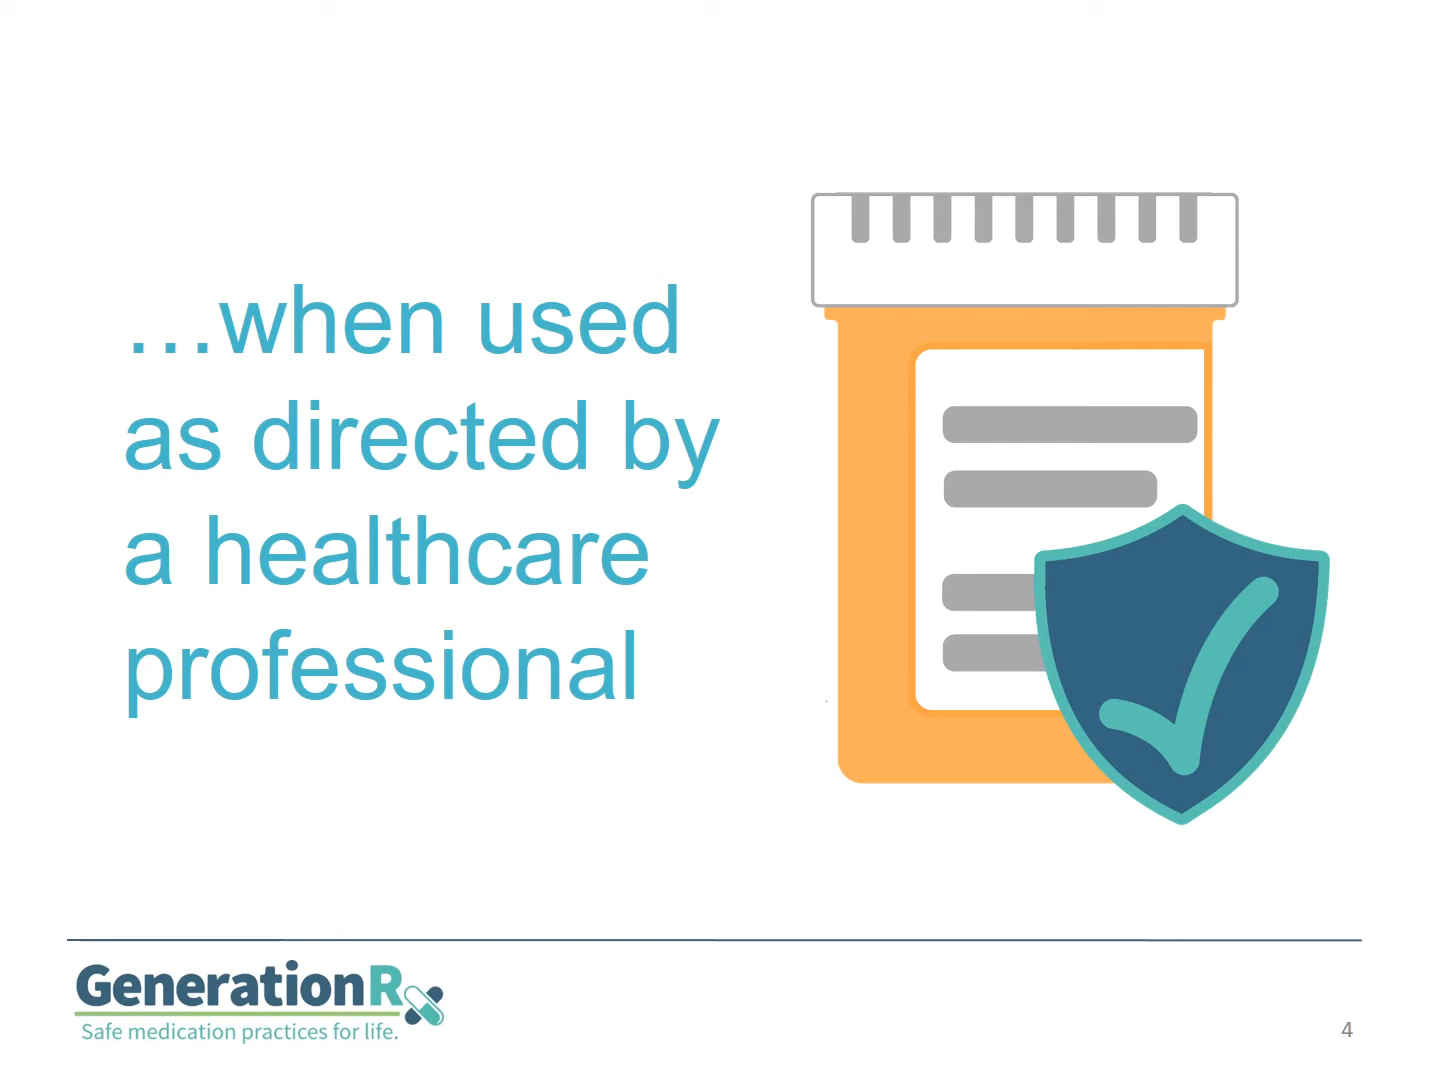 …when used
as directed by
a healthcare
professional
GenerationRx
Safe medication practices for life.
4